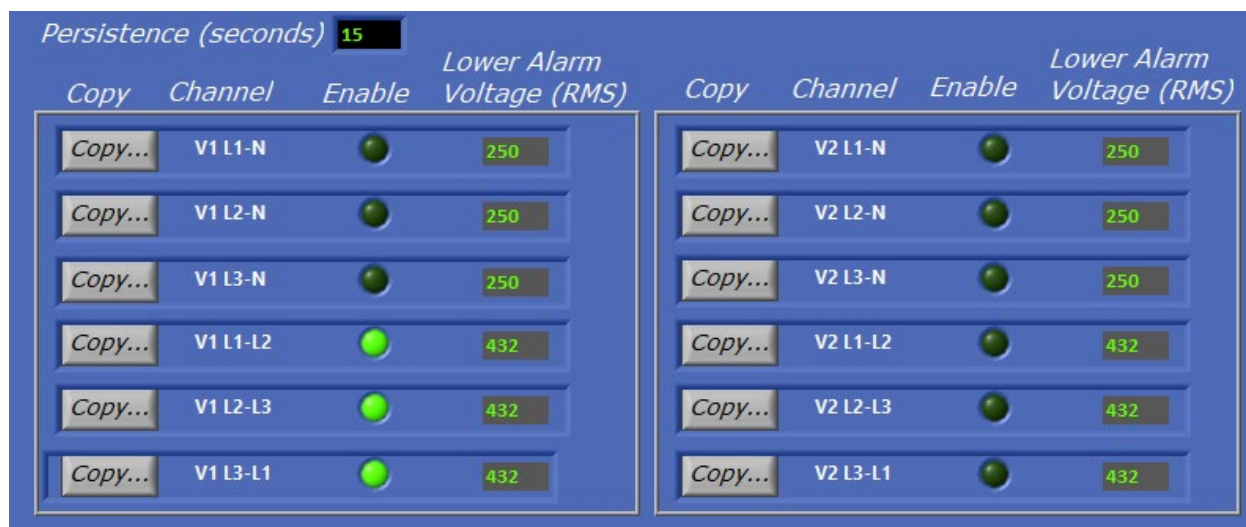 Persistence (seconds) 15
Copy Channel Enable Lower Alarm Voltage (RMS)
Copy... V1 L1-N 250
Copy... V1 L2-N 250
Copy... V1 L3-N 250
Copy... V1 L1-L2 432
Copy... V1 L2-L3 432
Copy... V1 L3-L1 432
Copy Channel Enable Lower Alarm Voltage (RMS)
Copy... V2 L1-N 250
Copy... V2 L2-N 250
Copy... V2 L3-N 250
Copy... V2 L1-L2 432
Copy... V2 L2-L3 432
Copy... V2 L3-L1 432